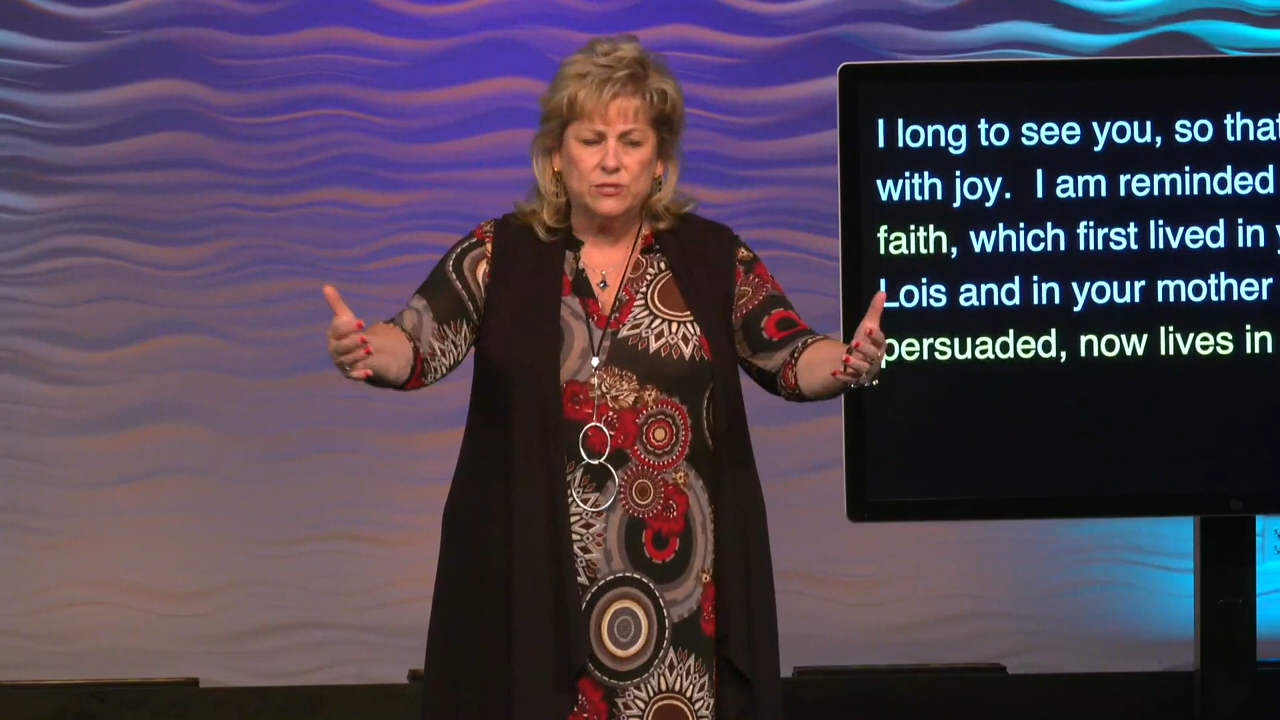 I long to see you, so that
with joy.  I am reminded
faith, which first lived in
Lois and in your mother
persuaded, now lives in